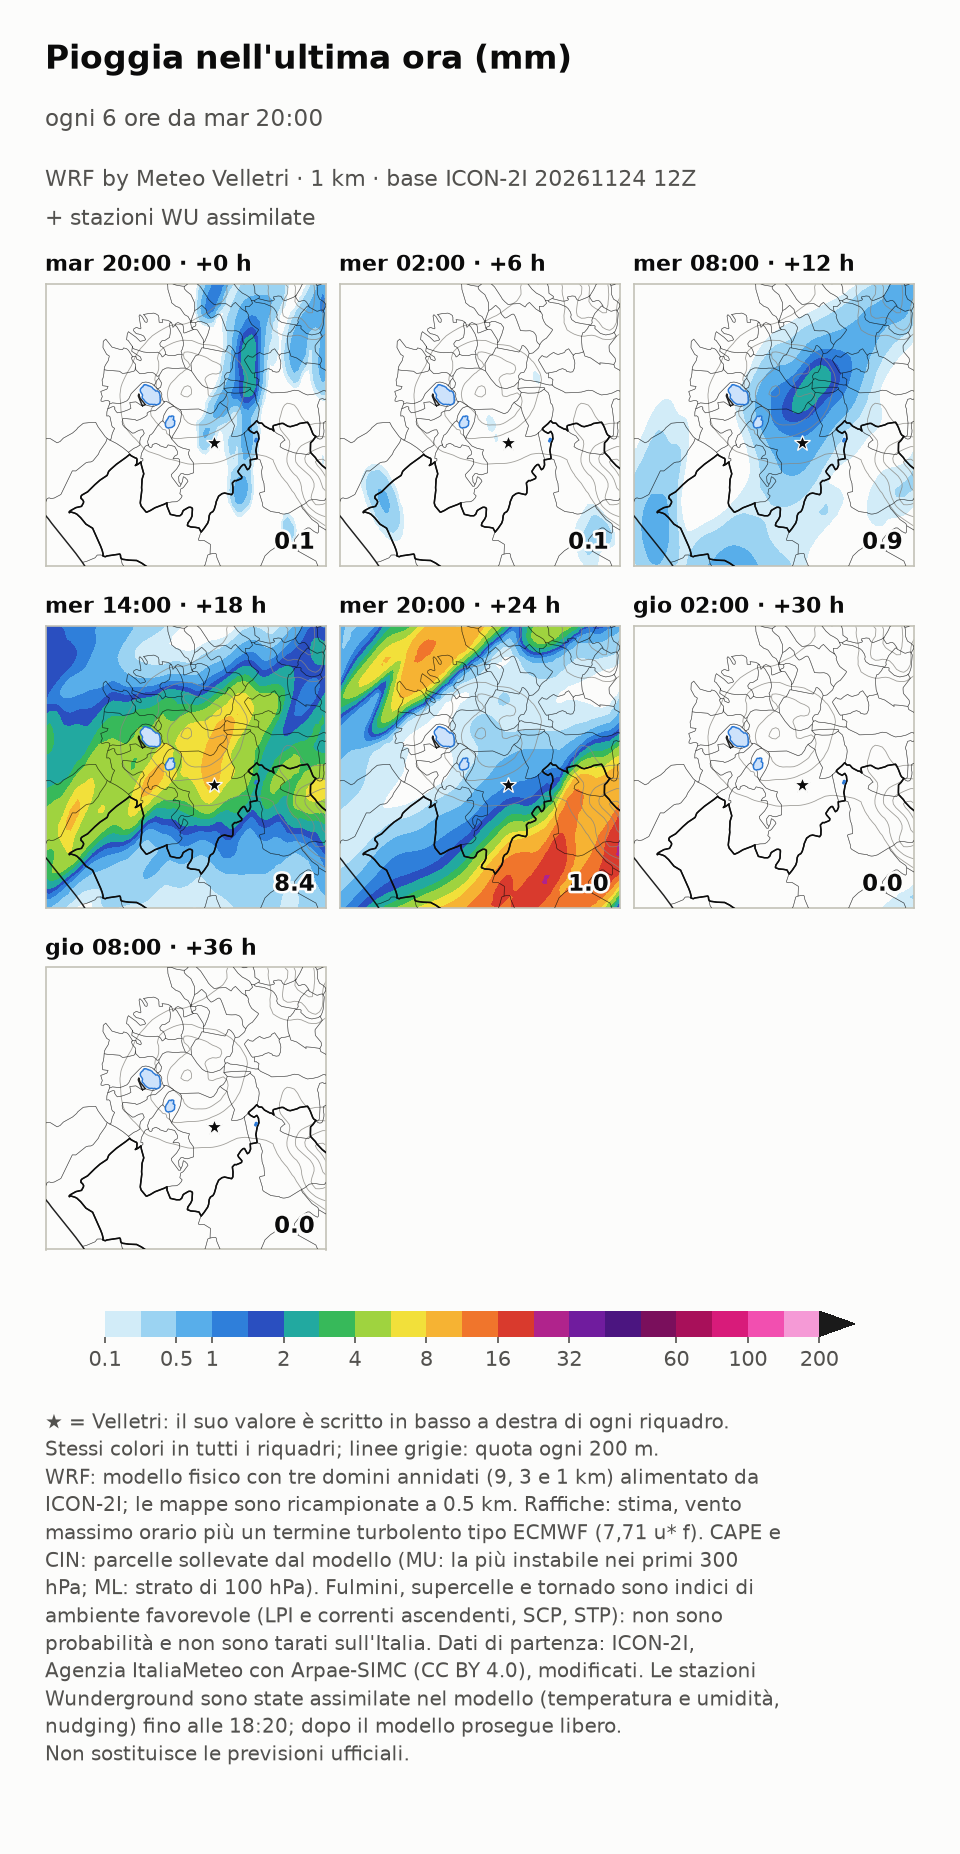 Pioggia nell'ultima ora (mm)
ogni 6 ore da mar 20:00
WRF by Meteo Velletri · 1 km · base ICON-2I 20261124 12Z
+ stazioni WU assimilate
mar 20:00 · +0 h
mer 02:00 · +6 h
mer 08:00 · +12 h
0.1
0.1
0.9
mer 14:00 · +18 h
mer 20:00 · +24 h
gio 02:00 · +30 h
8.4
1.0
0.0
gio 08:00 · +36 h
0.0
0.1 0.5 1 2 4 8 16 32 60 100 200
★ = Velletri: il suo valore è scritto in basso a destra di ogni riquadro.
Stessi colori in tutti i riquadri; linee grigie: quota ogni 200 m.
WRF: modello fisico con tre domini annidati (9, 3 e 1 km) alimentato da
ICON-2I; le mappe sono ricampionate a 0.5 km. Raffiche: stima, vento
massimo orario più un termine turbolento tipo ECMWF (7,71 u* f). CAPE e
CIN: parcelle sollevate dal modello (MU: la più instabile nei primi 300
hPa; ML: strato di 100 hPa). Fulmini, supercelle e tornado sono indici di
ambiente favorevole (LPI e correnti ascendenti, SCP, STP): non sono
probabilità e non sono tarati sull'Italia. Dati di partenza: ICON-2I,
Agenzia ItaliaMeteo con Arpae-SIMC (CC BY 4.0), modificati. Le stazioni
Wunderground sono state assimilate nel modello (temperatura e umidità,
nudging) fino alle 18:20; dopo il modello prosegue libero.
Non sostituisce le previsioni ufficiali.